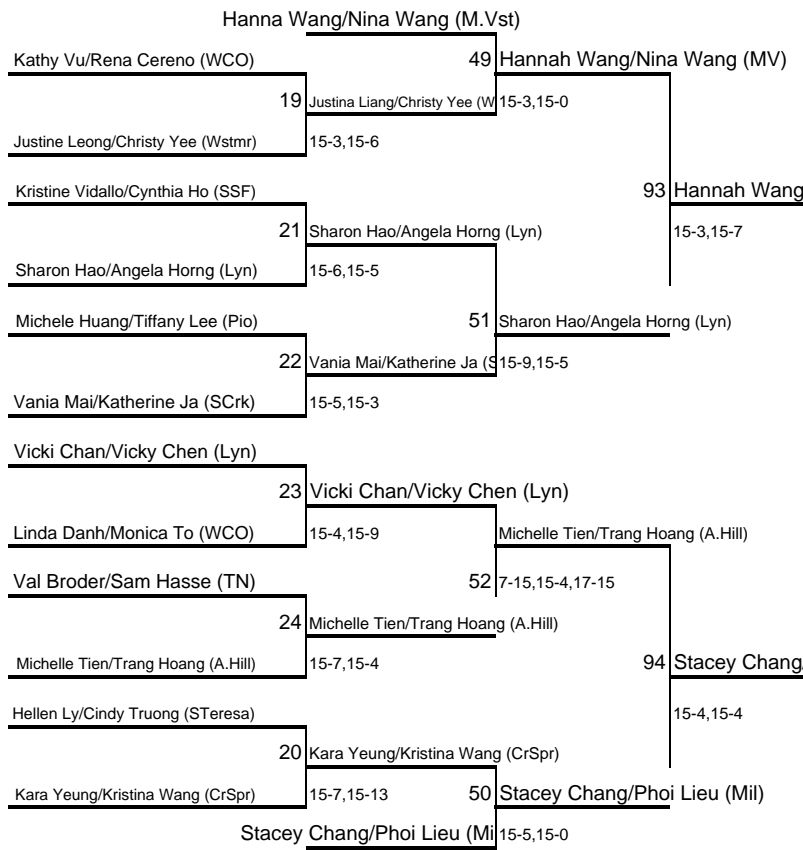 Hanna Wang/Nina Wang (M.Vst)
Kathy Vu/Rena Cereno (WCO)
49 Hannah Wang/Nina Wang (MV)
19 Justina Liang/Christy Yee (W 15-3,15-0
Justine Leong/Christy Yee (Wstmr) 15-3,15-6
Kristine Vidallo/Cynthia Ho (SSF)
93 Hannah Wang
21 Sharon Hao/Angela Horng (Lyn) 15-3,15-7
Sharon Hao/Angela Horng (Lyn) 15-6,15-5
Michele Huang/Tiffany Lee (Pio) 51 Sharon Hao/Angela Horng (Lyn)
22 Vania Mai/Katherine Ja (S 15-9,15-5
Vania Mai/Katherine Ja (SCrk) 15-5,15-3
Vicki Chan/Vicky Chen (Lyn)
23 Vicki Chan/Vicky Chen (Lyn)
Linda Danh/Monica To (WCO) 15-4,15-9 Michelle Tien/Trang Hoang (A.Hill)
Val Broder/Sam Hasse (TN) 52 7-15,15-4,17-15
24 Michelle Tien/Trang Hoang (A.Hill)
Michelle Tien/Trang Hoang (A.Hill) 15-7,15-4 94 Stacey Chang/
Hellen Ly/Cindy Truong (STeresa) 15-4,15-4
20 Kara Yeung/Kristina Wang (CrSpr)
Kara Yeung/Kristina Wang (CrSpr) 15-7,15-13 50 Stacey Chang/Phoi Lieu (Mil)
Stacey Chang/Phoi Lieu (Mi 15-5,15-0